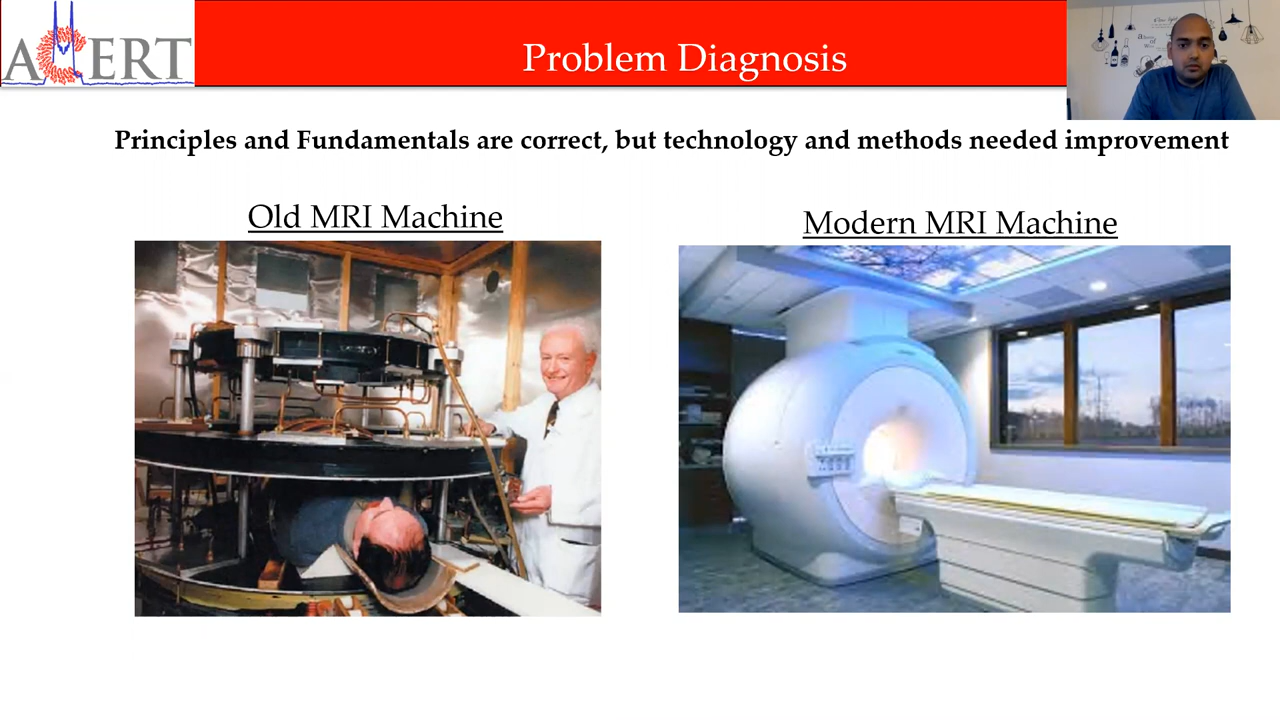 ACERT
Problem Diagnosis
Principles and Fundamentals are correct, but technology and methods needed improvement
Old MRI Machine
Modern MRI Machine